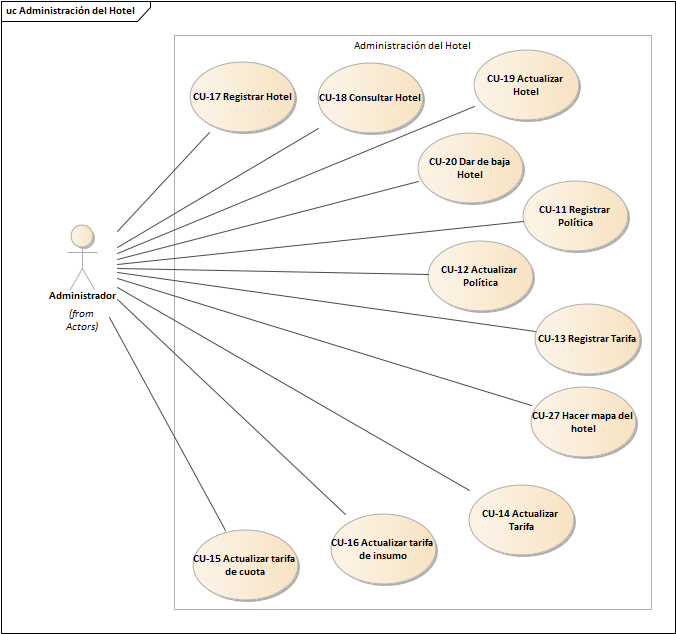 uc Administración del Hotel
Administración del Hotel
CU-17 Registrar Hotel
CU-18 Consultar Hotel
CU-19 Actualizar
Hotel
CU-20 Dar de baja
Hotel
CU-11 Registrar
Política
CU-12 Actualizar
Política
Administrador
(from
Actors)
CU-13 Registrar Tarifa
CU-27 Hacer mapa del
hotel
CU-14 Actualizar
Tarifa
CU-16 Actualizar tarifa
de insumo
CU-15 Actualizar tarifa
de cuota